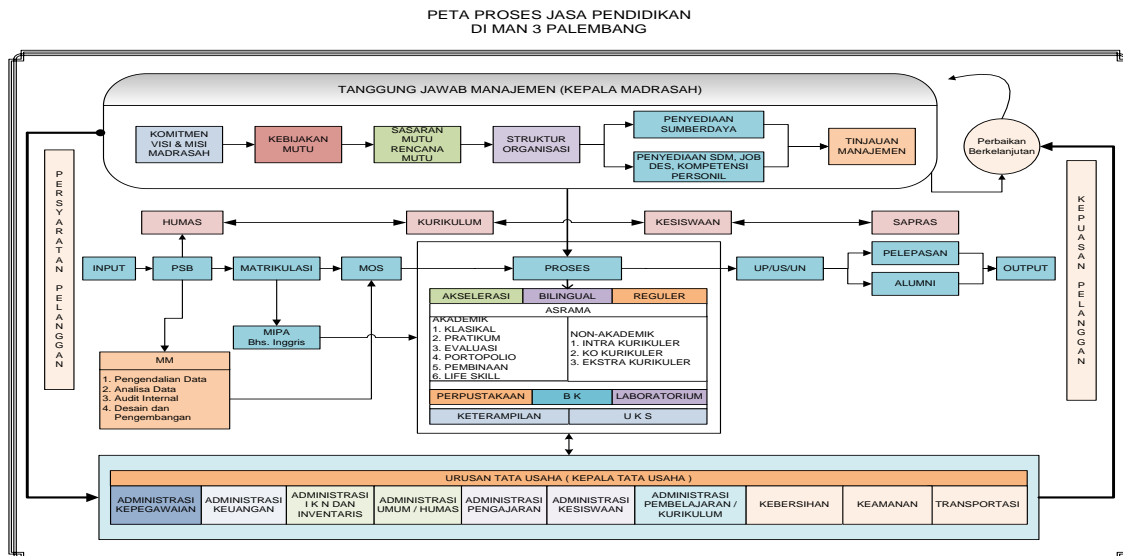 PETA PROSES JASA PENDIDIKAN
DI MAN 3 PALEMBANG
TANGGUNG JAWAB MANAJEMEN (KEPALA MADRASAH)
KOMITMEN
VISI & MISI
MADRASAH
KEBIJAKAN
MUTU
SASARAN
MUTU
RENCANA
MUTU
STRUKTUR
ORGANISASI
PENYEDIAAN
SUMBERDAYA
PENYEDIAAN SDM, JOB
DES, KOMPETENSI
PERSONIL
TINJAUAN
MANAJEMEN
Perbaikan
Berkelanjutan
PERSYARATAN PELANGGAN
KEPUASAN PELANGGAN
HUMAS
KURIKULUM
KESISWAAN
SAPRAS
INPUT
PSB
MATRIKULASI
MOS
PROSES
UP/US/UN
PELEPASAN
ALUMNI
OUTPUT
MIPA
Bhs. Inggris
MM
1. Pengendalian Data
2. Analisa Data
3. Audit Internal
4. Desain dan
Pengembangan
AKSELERASI
BILINGUAL
REGULER
ASRAMA
AKADEMIK
1. KLASIKAL
2. PRATIKUM
3. EVALUASI
4. PORTOPOLIO
5. PEMBINAAN
6. LIFE SKILL
NON-AKADEMIK
1. INTRA KURIKULER
2. KO KURIKULER
3. EKSTRA KURIKULER
PERPUSTAKAAN
B K
LABORATORIUM
KETERAMPILAN
U K S
URUSAN TATA USAHA ( KEPALA TATA USAHA )
ADMINISTRASI
KEPEGAWAIAN
ADMINISTRASI
KEUANGAN
ADMINISTRASI
I K N DAN
INVENTARIS
ADMINISTRASI
UMUM / HUMAS
ADMINISTRASI
PENGAJARAN
ADMINISTRASI
KESISWAAN
ADMINISTRASI
PEMBELAJARAN /
KURIKULUM
KEBERSIHAN
KEAMANAN
TRANSPORTASI